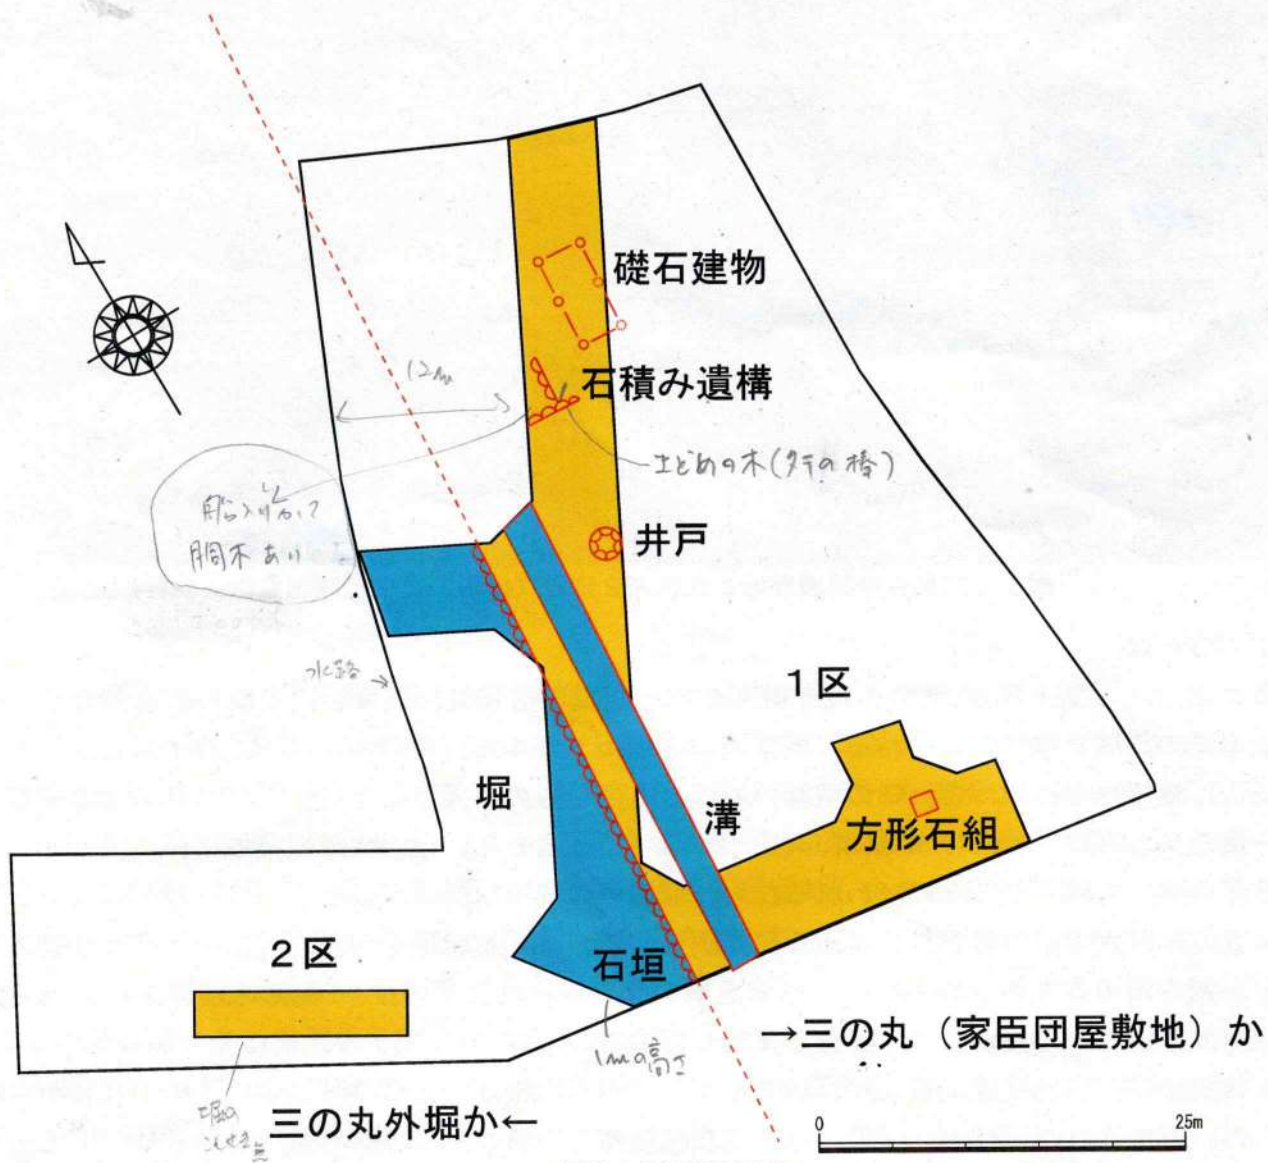 礎石建物
12m
石積み遺構
土どめの木(タテの椿)
胴木あり
井戸
水路→
1区
堀
溝
方形石組
2区
石垣
→三の丸(家臣団屋敷地)か
1mの高さ
三の丸外堀か←
0 25m